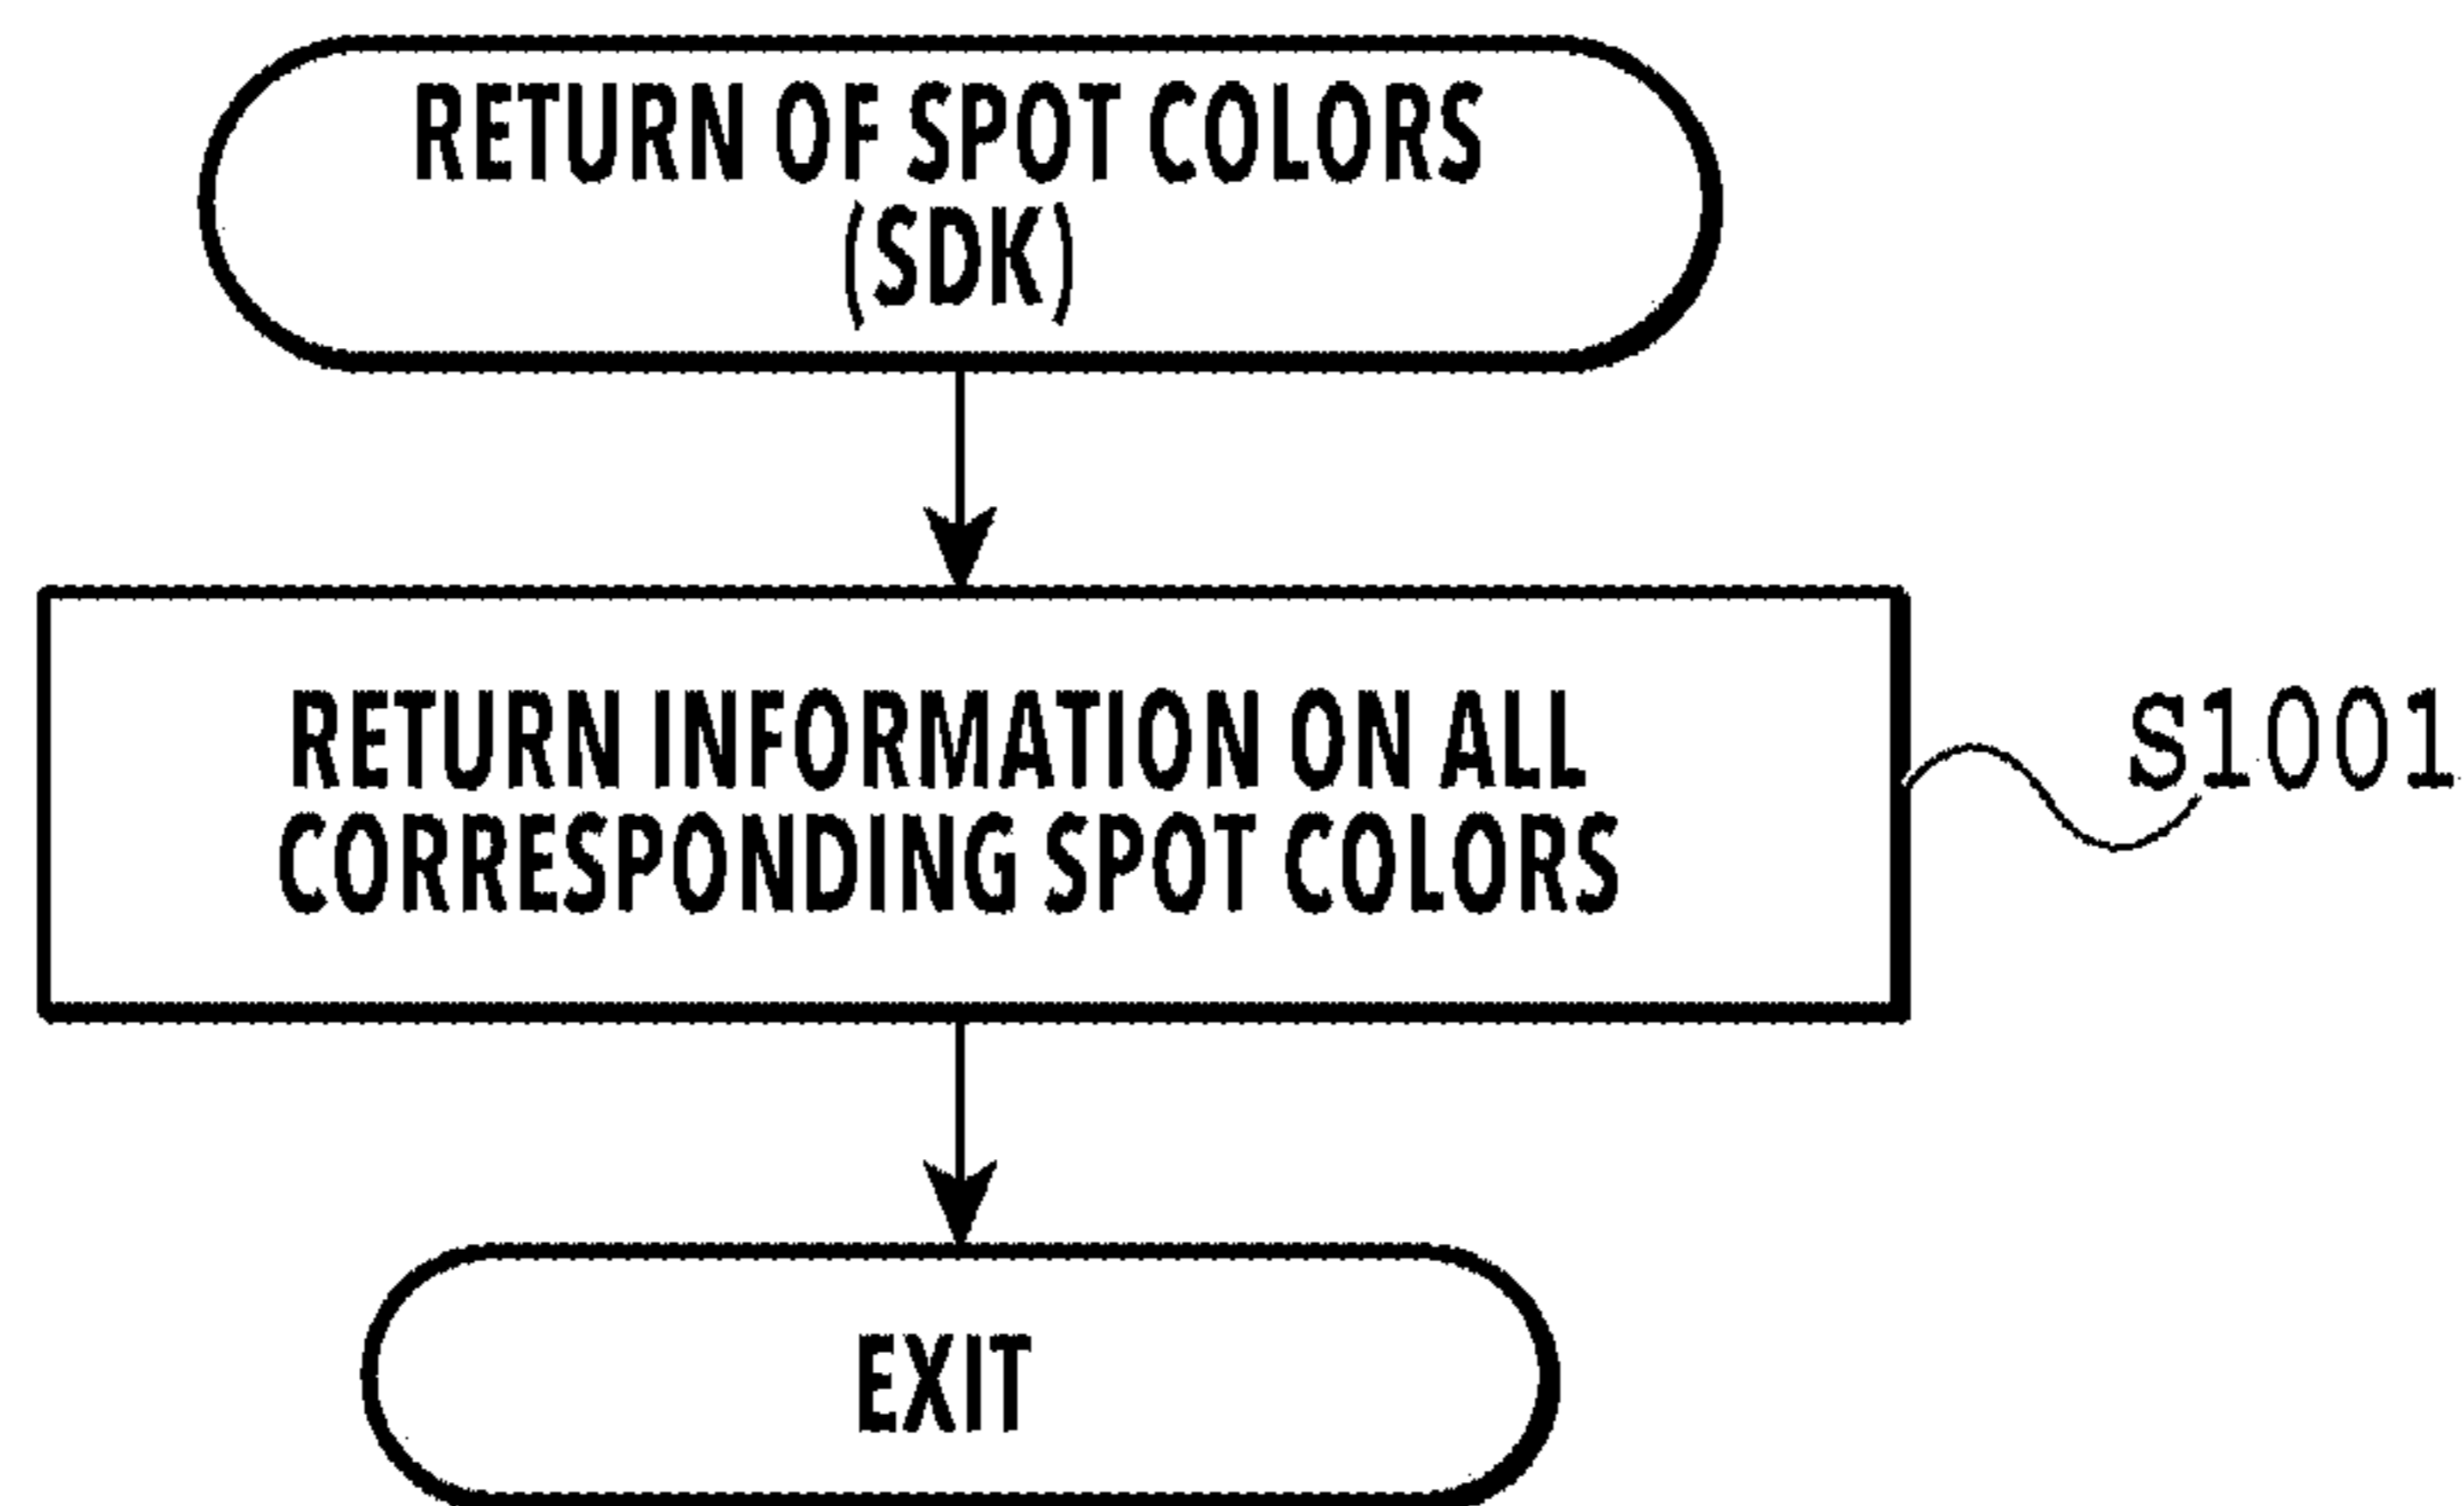 RETURN OF SPOT COLORS
(SDK)
RETURN INFORMATION ON ALL
CORRESPONDING SPOT COLORS
S1001
EXIT